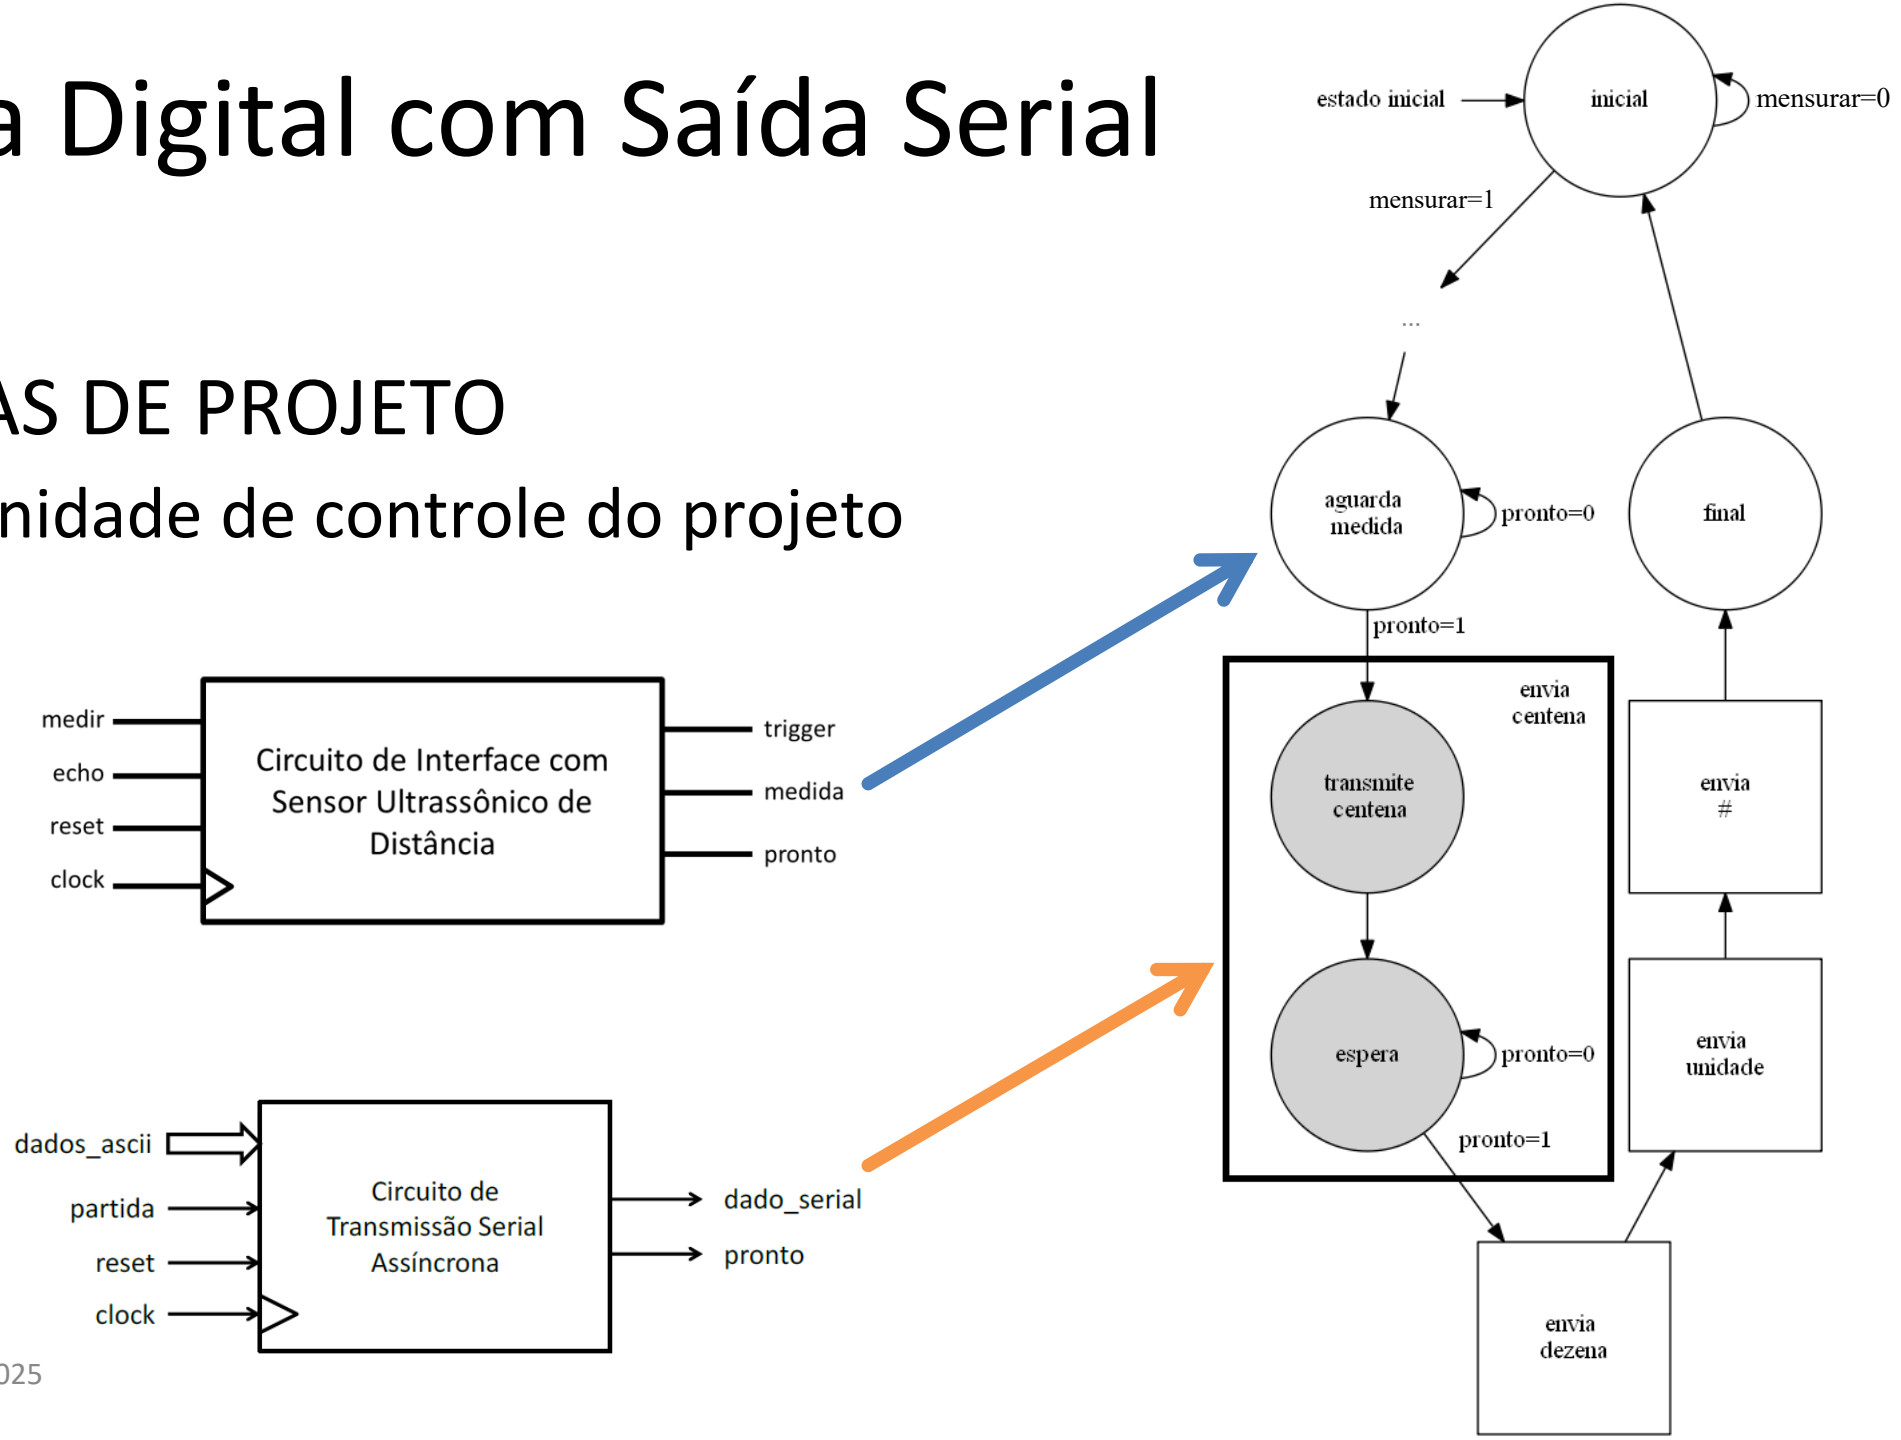 a Digital com Saída Serial
AS DE PROJETO
nidade de controle do projeto
medir
echo
reset
clock
Circuito de Interface com
Sensor Ultrassônico de
Distância
trigger
medida
pronto
dados_ascii
partida
reset
clock
Circuito de
Transmissão Serial
Assíncrona
dado_serial
pronto
025
estado inicial
inicial
mensurar=0
mensurar=1
...
aguarda
medida
pronto=0
pronto=1
envia
centena
transmite
centena
espera
pronto=0
pronto=1
envia
dezena
envia
unidade
envia
#
final